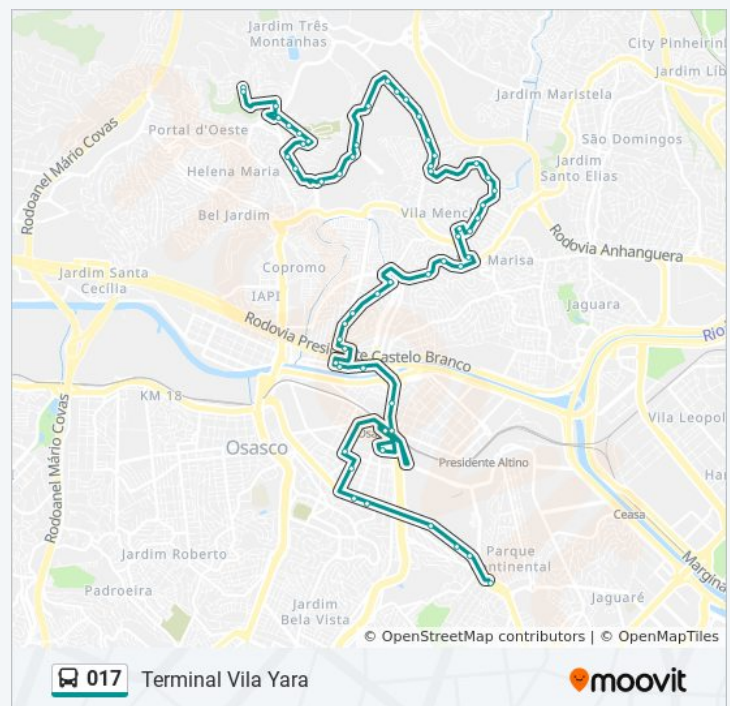 Jardim Três
Montanhas
City Pinheirin
Jardim Lib
Jardim Maristela
Rodoanel Mário Covas
Portal d'Oeste
São Domingos
Helena Maria
Jardim
Santo Elias
Bel Jardim
Vila Menck
Rodovia Anhanguera
Marisa
Copromo
Jardim Santa
Cecília
IAPI
Jaguara
Rodovia Presidente Castelo Branco
KM 18
Vila Leopol
Rodoanel Mário Covas
Osasco
Presidente Altino
Ceasa
Jardim Roberto
Parque
Continental
Margina
Padroeira
Jardim
Bela Vista
Jaguaré
© OpenStreetMap contributors | © OpenMapTiles
017 Terminal Vila Yara
moovit